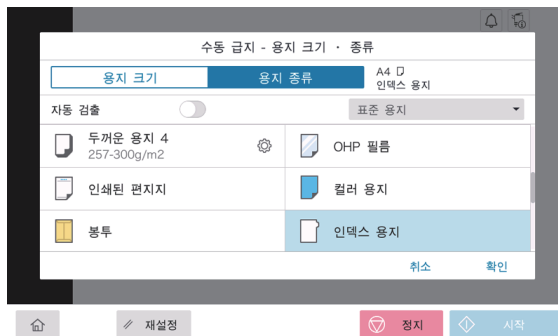 수동 급지 - 용지 크기 · 종류
용지 크기
용지 종류
A4
인덱스 용지
자동 검출
표준 용지
두꺼운 용지 4
257-300g/m2
OHP 필름
인쇄된 편지지
컬러 용지
봉투
인덱스 용지
취소
확인
재설정
정지
시작